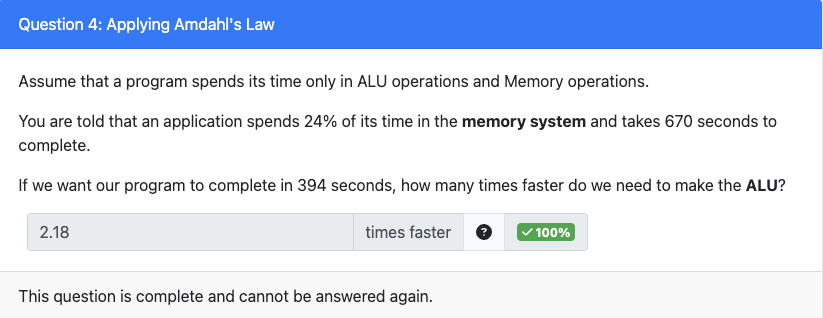 Question 4: Applying Amdahl's Law
Assume that a program spends its time only in ALU operations and Memory operations.
You are told that an application spends 24% of its time in the memory system and takes 670 seconds to
complete.
If we want our program to complete in 394 seconds, how many times faster do we need to make the ALU?
2.18 times faster ? ✓ 100%
This question is complete and cannot be answered again.